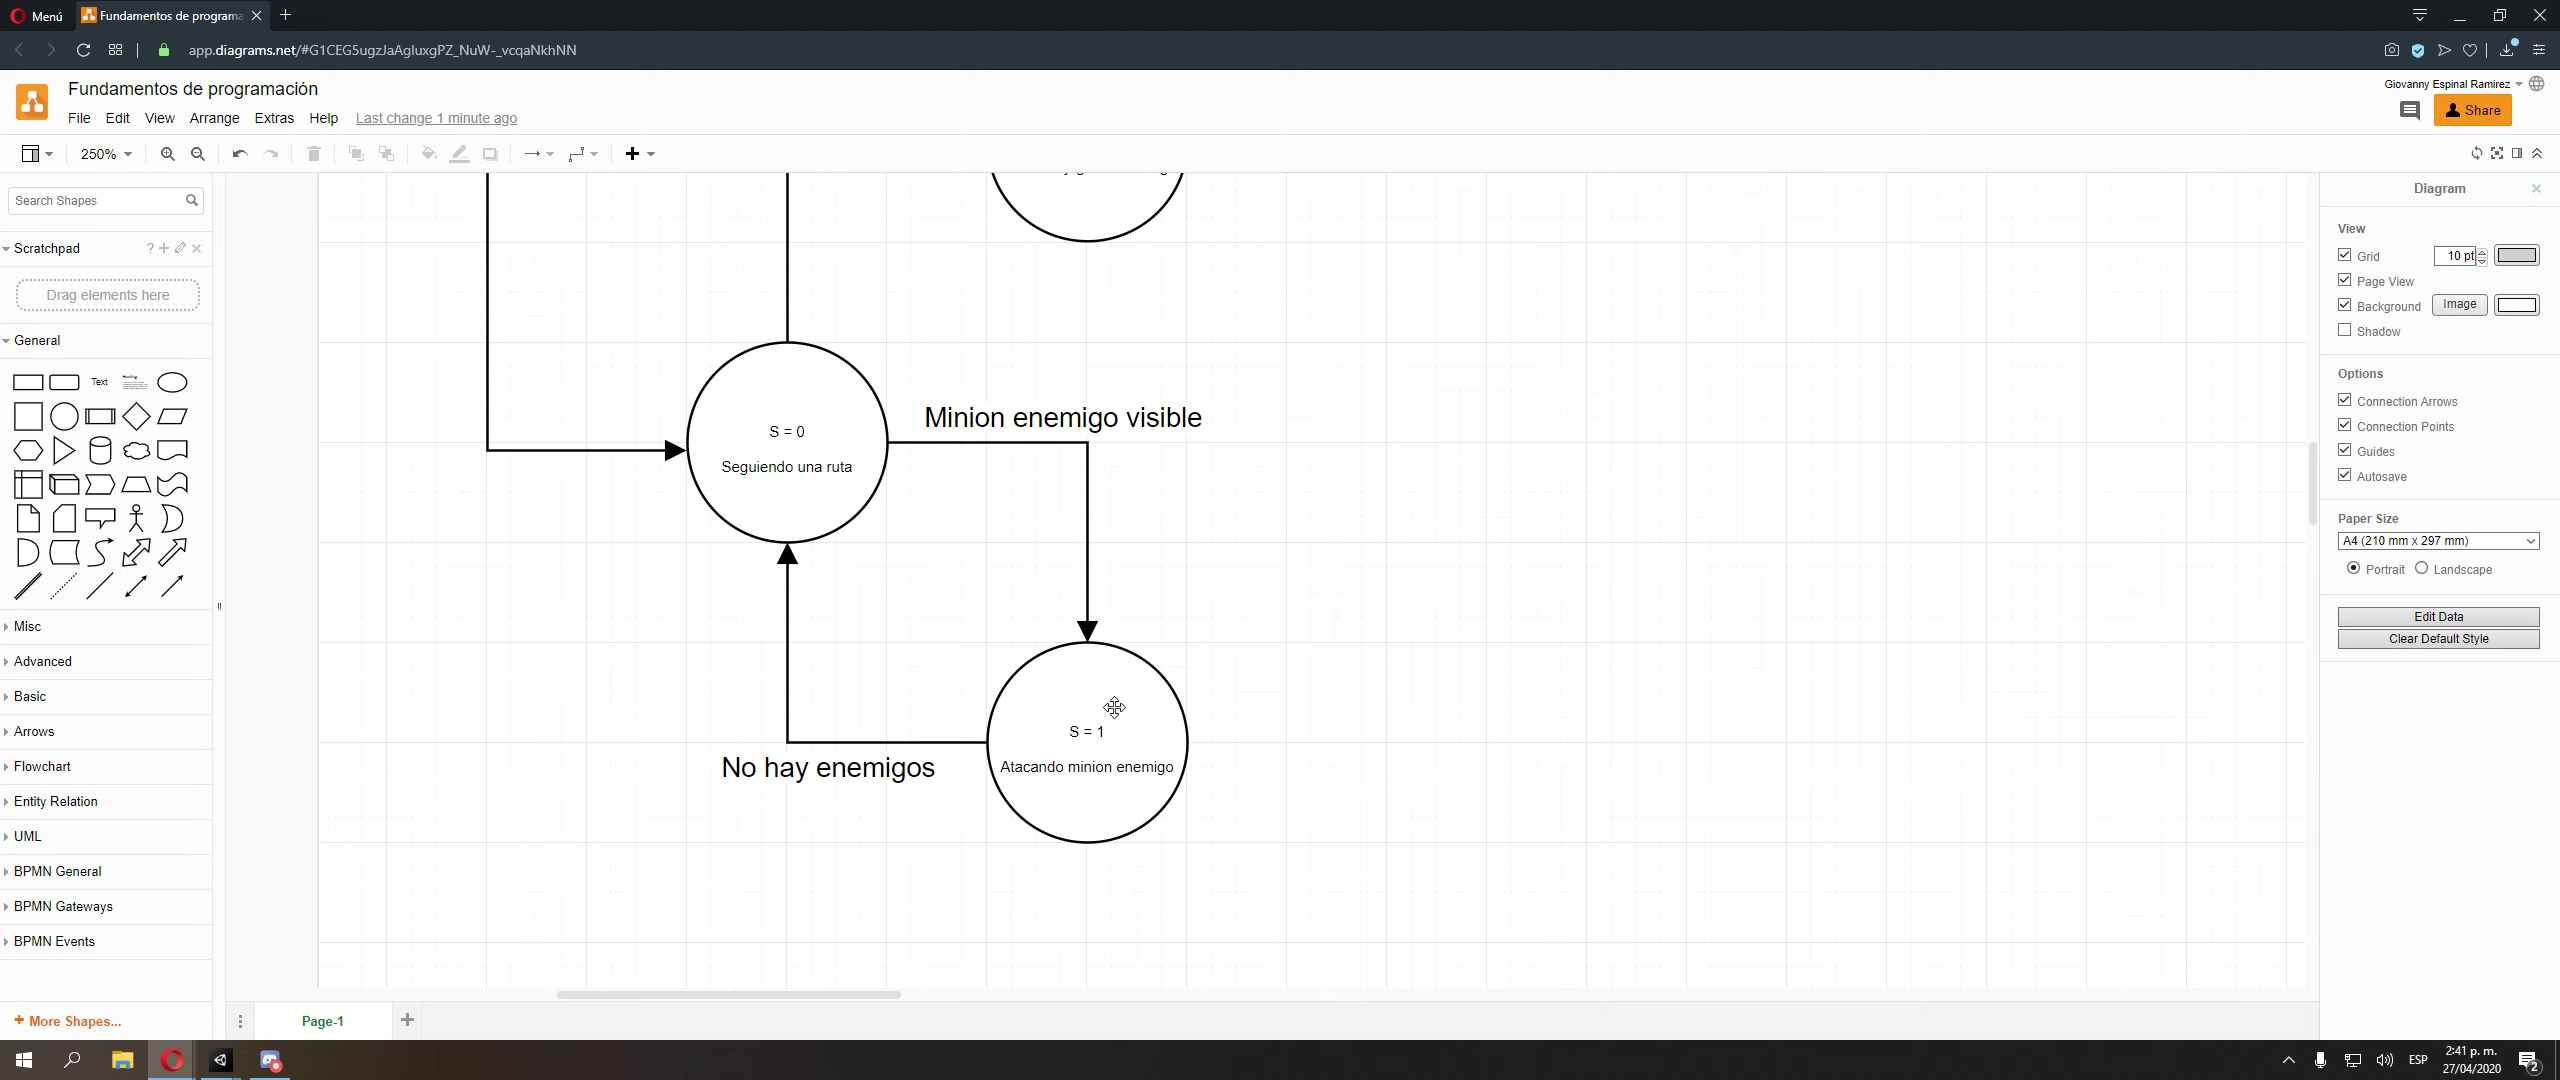 Menú
Fundamentos de programa
app.diagrams.net/#G1CEG5ugzJaAgluxgPZ_NuW-_vcqaNkhNN
Fundamentos de programación
Giovanny Espinal Ramirez
File Edit View Arrange Extras Help Last change 1 minute ago
Share
250%
Search Shapes
Scratchpad
?
Drag elements here
General
Text
Heading
Misc
Advanced
Basic
Arrows
Flowchart
Entity Relation
UML
BPMN General
BPMN Gateways
BPMN Events
+ More Shapes...
S = 0
Seguiendo una ruta
Minion enemigo visible
S = 1
Atacando minion enemigo
No hay enemigos
Page-1
Diagram
View
Grid
10 pt
Page View
Background
Image
Shadow
Options
Connection Arrows
Connection Points
Guides
Autosave
Paper Size
A4 (210 mm x 297 mm)
Portrait
Landscape
Edit Data
Clear Default Style
ESP
2:41 p. m.
27/04/2020
2